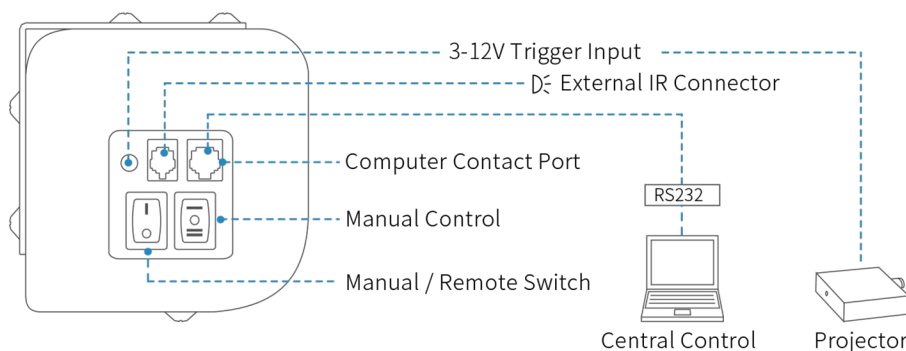 3-12V Trigger Input
External IR Connector
Computer Contact Port
RS232
Manual Control
Manual / Remote Switch
Central Control
Projector